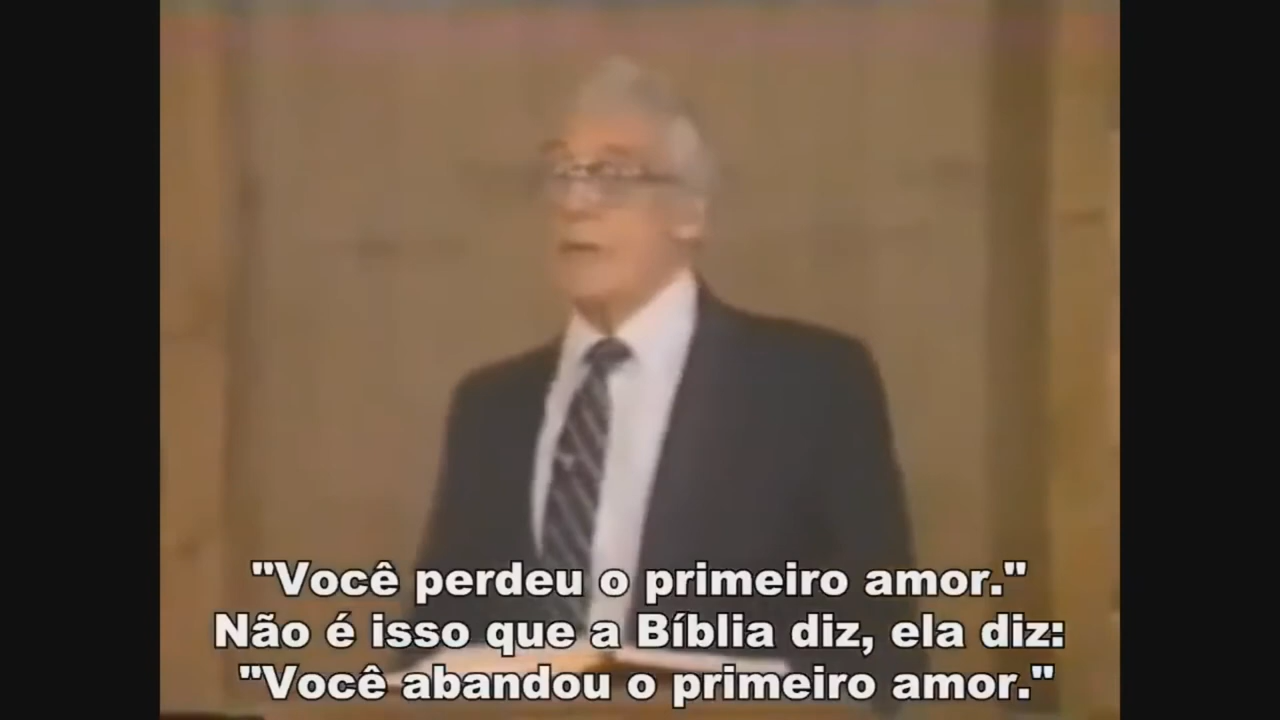 "Você perdeu o primeiro amor."
Não é isso que a Bíblia diz, ela diz:
"Você abandou o primeiro amor."